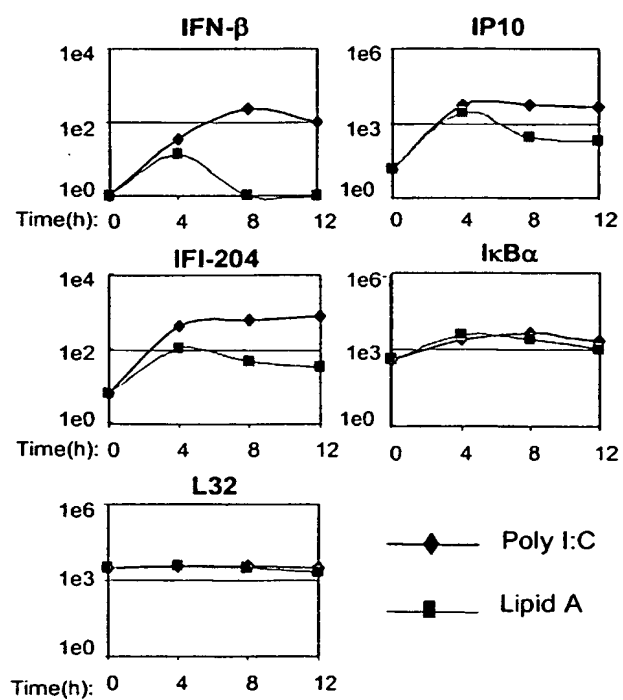 IFN-β
1e4
1e2
1e0
Time(h): 0 4 8 12
IP10
1e6
1e3
1e0
0 4 8 12
IFI-204
1e4
1e2
1e0
Time(h): 0 4 8 12
IκBα
1e6
1e3
1e0
0 4 8 12
L32
1e6
1e3
1e0
Time(h): 0 4 8 12
Poly I:C
Lipid A